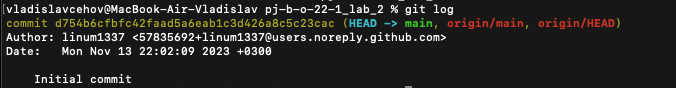 vladislavcehov@MacBook-Air-Vladislav pj-b-o-22-1_lab_2 % git log
commit d754b6cfbfc42faad5a6eab1c3d426a8c5c23cac (HEAD -> main, origin/main, origin/HEAD)
Author: linum1337 <57835692+linum1337@users.noreply.github.com>
Date:   Mon Nov 13 22:02:09 2023 +0300
    Initial commit